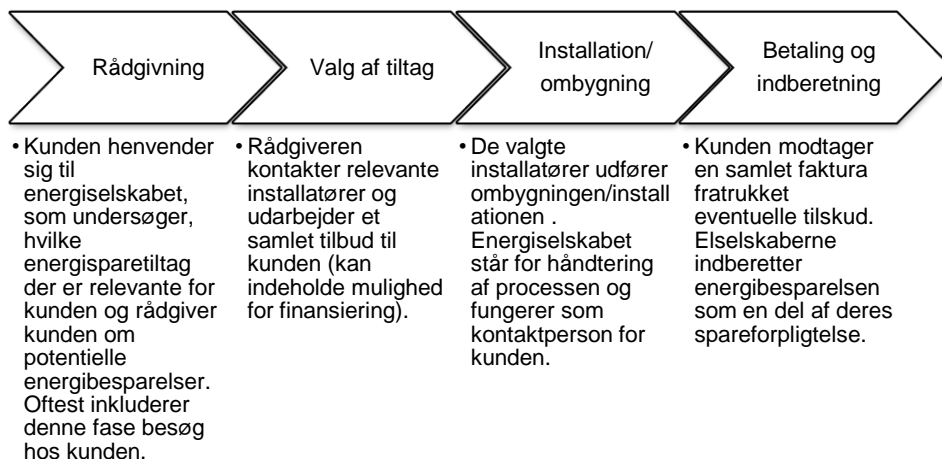 Rådgivning
Valg af tiltag
Installation/
ombygning
Betaling og
indberetning
• Kunden henvender
sig til
energiselskabet,
som undersøger,
hvilke
energisparetiltag
der er relevante for
kunden og rådgiver
kunden om
potentielle
energibesparelser.
Oftest inkluderer
denne fase besøg
hos kunden.
• Rådgiveren
kontakter relevante
installatører og
udarbejder et
samlet tilbud til
kunden (kan
indeholde mulighed
for finansiering).
• De valgte
installatører udfører
ombygningen/install
ationen .
Energiselskabet
står for håndtering
af processen og
fungerer som
kontaktperson for
kunden.
• Kunden modtager
en samlet faktura
fratrukket
eventuelle tilskud.
Elselskaberne
indberetter
energibesparelsen
som en del af deres
spareforpligtelse.